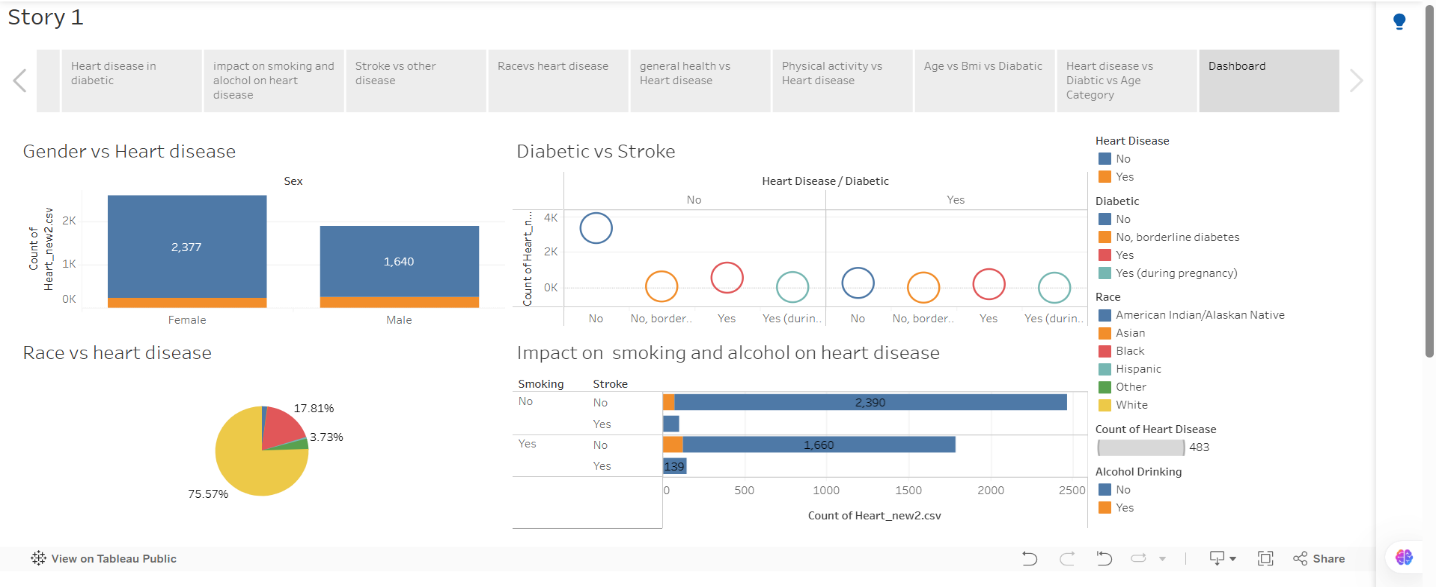 Story 1
Heart disease in
diabetic
impact on smoking and
alochol on heart
disease
Stroke vs other
disease
Racevs heart disease
general health vs
Heart disease
Physical activity vs
Heart disease
Age vs Bmi vs Diabatic
Heart disease vs
Diabtic vs Age
Category
Dashboard
Gender vs Heart disease
Sex
Count of
Heart_new2.csv
2K
1K
0K
2,377
1,640
Female
Male
Diabetic vs Stroke
Heart Disease / Diabetic
No
Yes
Count of Heart_n...
4K
2K
0K
No
No, border..
Yes
Yes (durin..
No
No, border..
Yes
Yes (durin..
Race vs heart disease
17.81%
3.73%
75.57%
Impact on  smoking and alcohol on heart disease
Smoking
Stroke
No
No
2,390
Yes
Yes
No
1,660
Yes
139
0
500
1000
1500
2000
2500
Count of Heart_new2.csv
Heart Disease
No
Yes
Diabetic
No
No, borderline diabetes
Yes
Yes (during pregnancy)
Race
American Indian/Alaskan Native
Asian
Black
Hispanic
Other
White
Count of Heart Disease
483
Alcohol Drinking
No
Yes
View on Tableau Public
Share